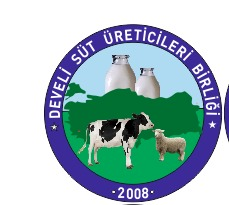 ★ DEVELİ SÜT ÜRETİCİLERİ BİRLİĞİ ★
·2008·